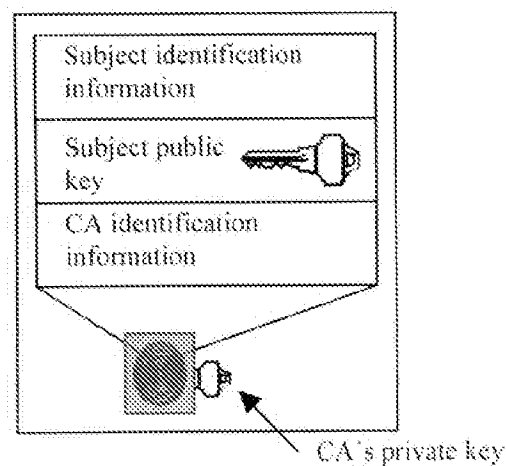 Subject identification
information
Subject public
key
CA identification
information
CA´s private key